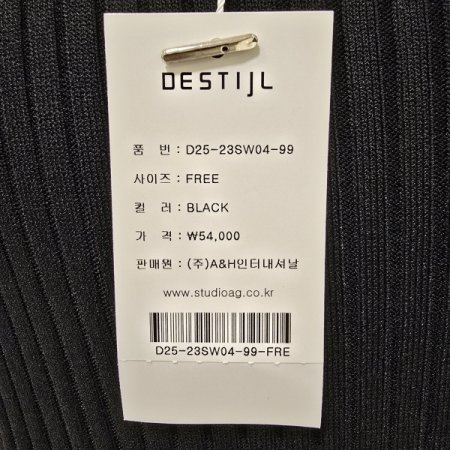 DESTIJL
품 번 : D25-23SW04-99
사이즈 : FREE
컬 러 : BLACK
가 격 : ₩54,000
판매원 : (주)A&H인터내셔날
www.studioag.co.kr
D25-23SW04-99-FRE